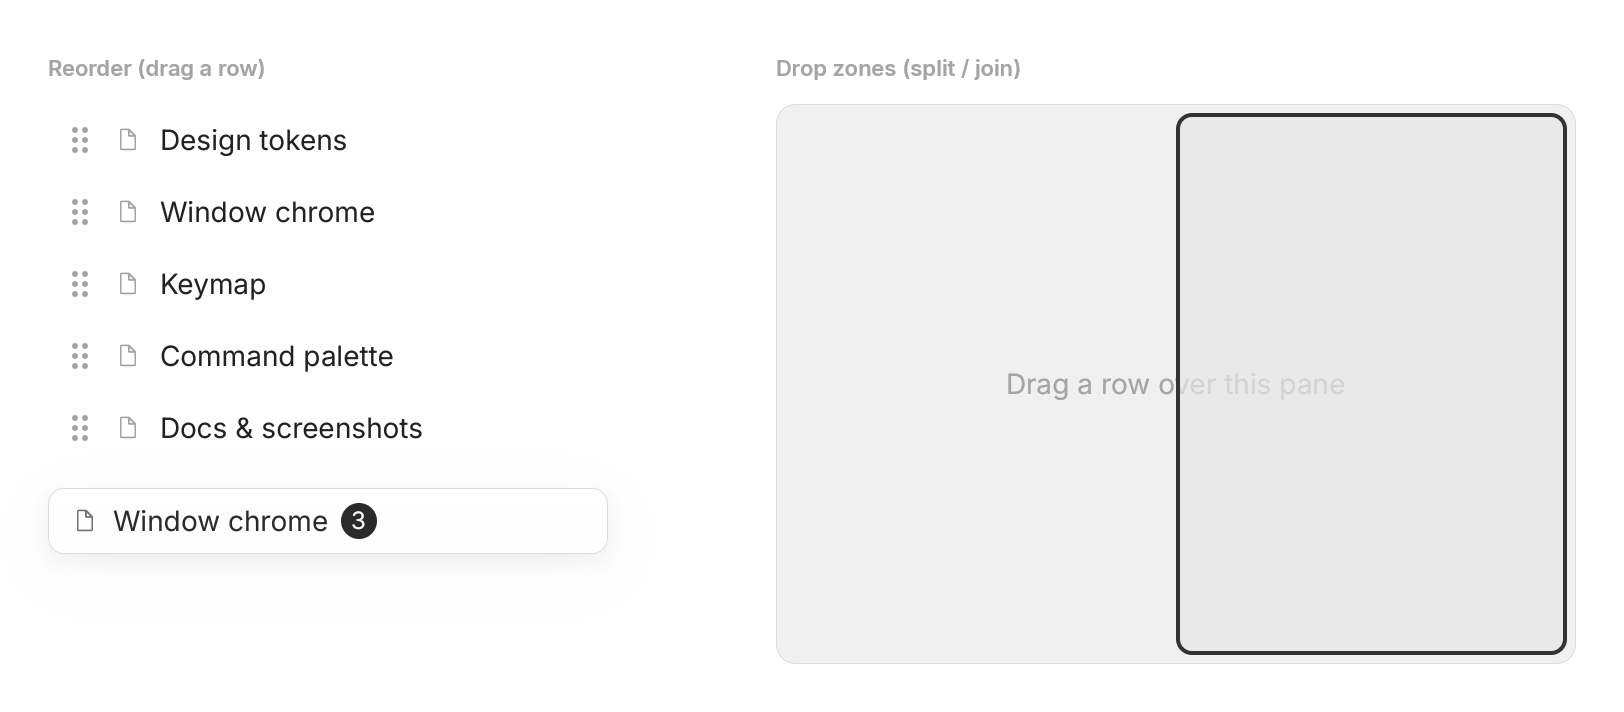 Reorder (drag a row)
Design tokens
Window chrome
Keymap
Command palette
Docs & screenshots
Window chrome 3
Drop zones (split / join)
Drag a row over this pane